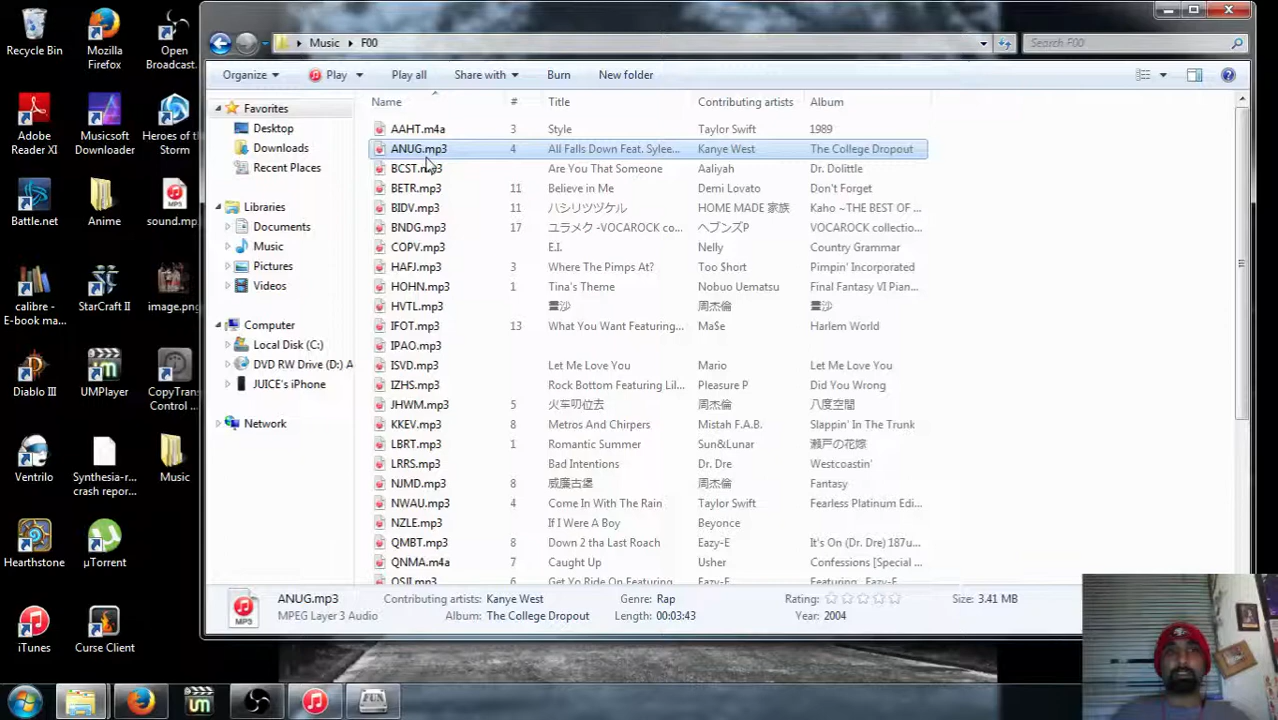 Recycle Bin
Mozilla Firefox
Open Broadcast...
Adobe Reader XI
Musicsoft Downloader
Heroes of the Storm
Battle.net
Anime
sound.mp3
calibre - E-book ma...
StarCraft II
image.png
Diablo III
UMPlayer
CopyTrans Control ...
Ventrilo
Synthesia-r... crash repor...
Music
Hearthstone
µTorrent
iTunes
Curse Client
Music F00
Search F00
Organize Play Play all Share with Burn New folder
Favorites
Desktop
Downloads
Recent Places
Libraries
Documents
Music
Pictures
Videos
Computer
Local Disk (C:)
DVD RW Drive (D:) A
JUICE's iPhone
Network
Name # Title Contributing artists Album
AAHT.m4a 3 Style Taylor Swift 1989
ANUG.mp3 4 All Falls Down Feat. Sylee... Kanye West The College Dropout
BCST.mp3 Are You That Someone Aaliyah Dr. Dolittle
BETR.mp3 11 Believe in Me Demi Lovato Don't Forget
BIDV.mp3 11 ハシリツヅケル HOME MADE 家族 Kaho ~THE BEST OF ...
BNDG.mp3 17 ユラメク -VOCAROCK co... ヘブンズP VOCAROCK collectio...
COPV.mp3 E.I. Nelly Country Grammar
HAFJ.mp3 3 Where The Pimps At? Too $hort Pimpin' Incorporated
HOHN.mp3 1 Tina's Theme Nobuo Uematsu Final Fantasy VI Pian...
HVTL.mp3 周杰倫
IFOT.mp3 13 What You Want Featuring... Ma$e Harlem World
IPAO.mp3
ISVD.mp3 Let Me Love You Mario Let Me Love You
IZHS.mp3 Rock Bottom Featuring Lil... Pleasure P Did You Wrong
JHWM.mp3 5 火车叨位去 周杰倫 八度空間
KKEV.mp3 8 Metros And Chirpers Mistah F.A.B. Slappin' In The Trunk
LBRT.mp3 1 Romantic Summer Sun&Lunar 瀬戸の花嫁
LRRS.mp3 Bad Intentions Dr. Dre Westcoastin'
NJMD.mp3 8 威廉古堡 周杰倫 Fantasy
NWAU.mp3 4 Come In With The Rain Taylor Swift Fearless Platinum Edi...
NZLE.mp3 If I Were A Boy Beyonce
QMBT.mp3 8 Down 2 tha Last Roach Eazy-E It's On (Dr. Dre) 187u...
QNMA.m4a 7 Caught Up Usher Confessions [Special ...
QSJI.mp3 6 Get Yo Ride On Featuring Eazy-E Featuring Eazy-E
ANUG.mp3 Contributing artists: Kanye West Genre: Rap Rating: Size: 3.41 MB
MPEG Layer 3 Audio Album: The College Dropout Length: 00:03:43 Year: 2004
MP3
FUN